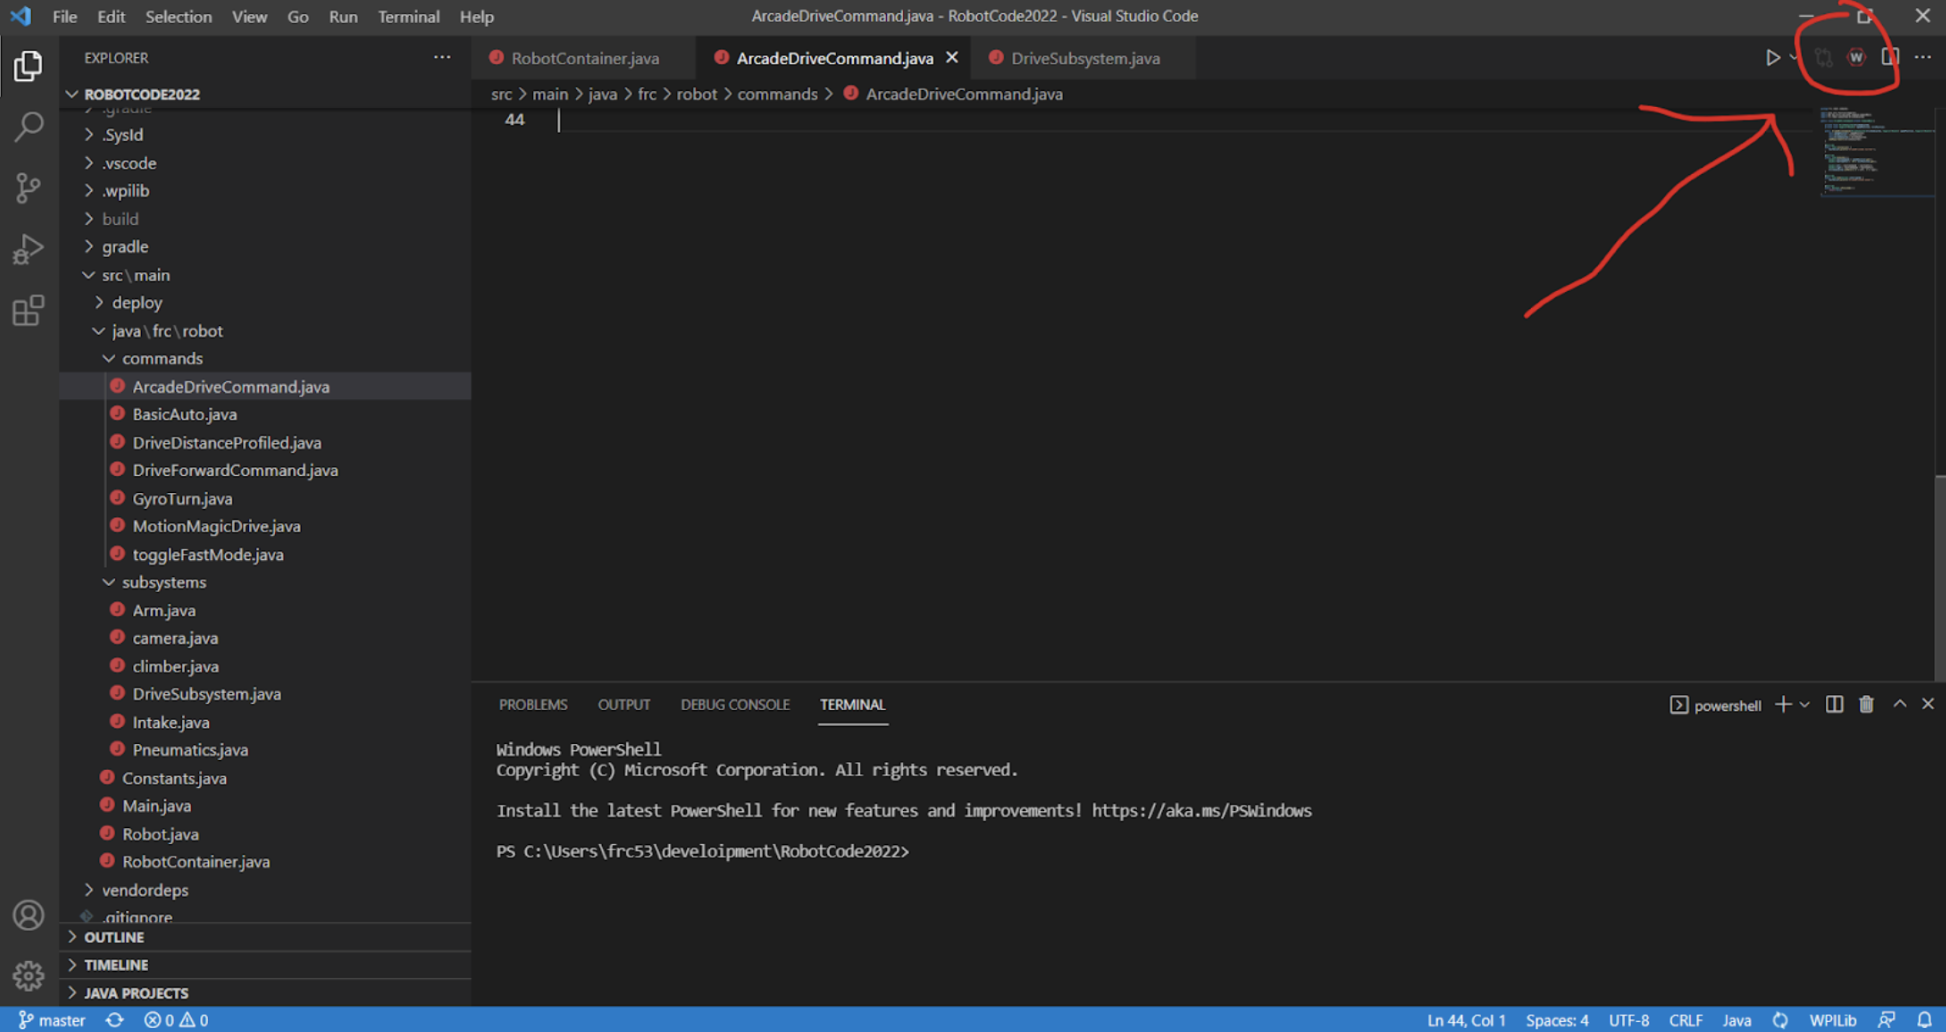 File Edit Selection View Go Run Terminal Help
ArcadeDriveCommand.java - RobotCode2022 - Visual Studio Code
EXPLORER
RobotContainer.java
ArcadeDriveCommand.java
DriveSubsystem.java
W
ROBOTCODE2022
src > main > java > frc > robot > commands > ArcadeDriveCommand.java
44
.gradle
.SysId
.vscode
.wpilib
build
gradle
src\main
deploy
java\frc\robot
commands
ArcadeDriveCommand.java
BasicAuto.java
DriveDistanceProfiled.java
DriveForwardCommand.java
GyroTurn.java
MotionMagicDrive.java
toggleFastMode.java
subsystems
Arm.java
camera.java
climber.java
DriveSubsystem.java
Intake.java
Pneumatics.java
Constants.java
Main.java
Robot.java
RobotContainer.java
vendordeps
.gitignore
OUTLINE
TIMELINE
JAVA PROJECTS
PROBLEMS OUTPUT DEBUG CONSOLE TERMINAL
powershell
Windows PowerShell
Copyright (C) Microsoft Corporation. All rights reserved.
Install the latest PowerShell for new features and improvements! https://aka.ms/PSWindows
PS C:\Users\frc53\develoipment\RobotCode2022>
master 0 0
Ln 44, Col 1 Spaces: 4 UTF-8 CRLF Java WPILib